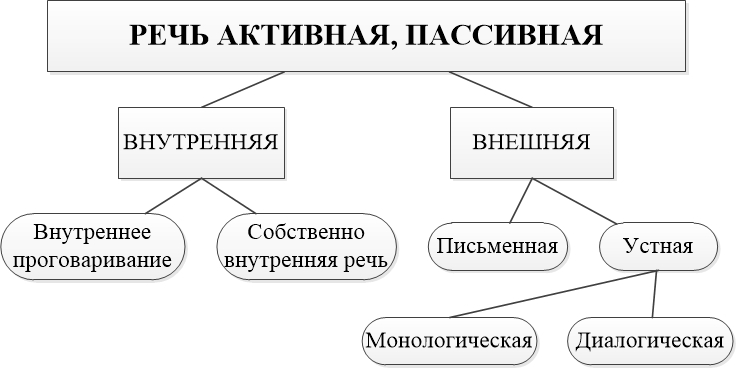 РЕЧЬ АКТИВНАЯ, ПАССИВНАЯ
ВНУТРЕННЯЯ
ВНЕШНЯЯ
Внутреннее
проговаривание
Собственно
внутренняя речь
Письменная
Устная
Монологическая
Диалогическая